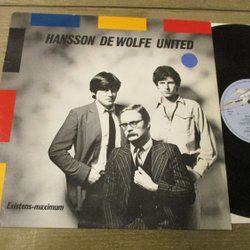 HANSSON DE WOLFE UNITED
Existens-maximum